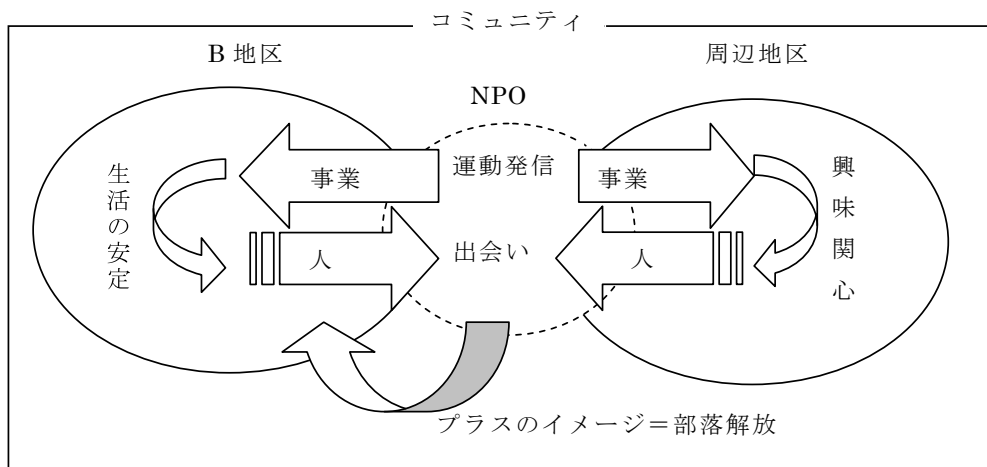 コミュニティ
B 地区
周辺地区
NPO
運動発信
事業
事業
生活の安定
興味関心
人
出会い
人
プラスのイメージ＝部落解放